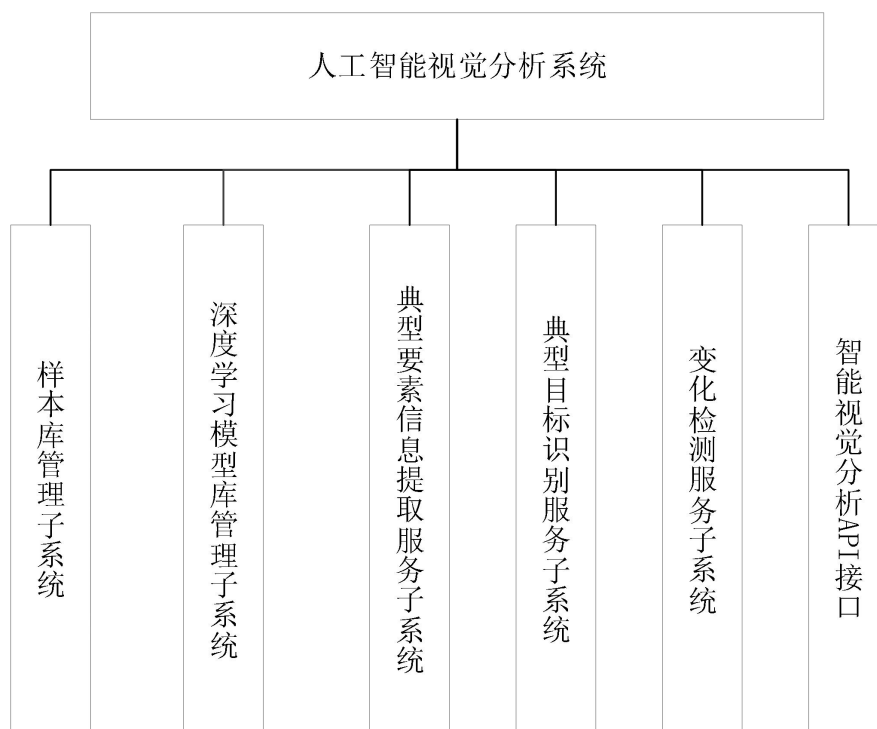 人工智能视觉分析系统
样本库管理子系统
深度学习模型库管理子系统
典型要素信息提取服务子系统
典型目标识别服务子系统
变化检测服务子系统
智能视觉分析API接口